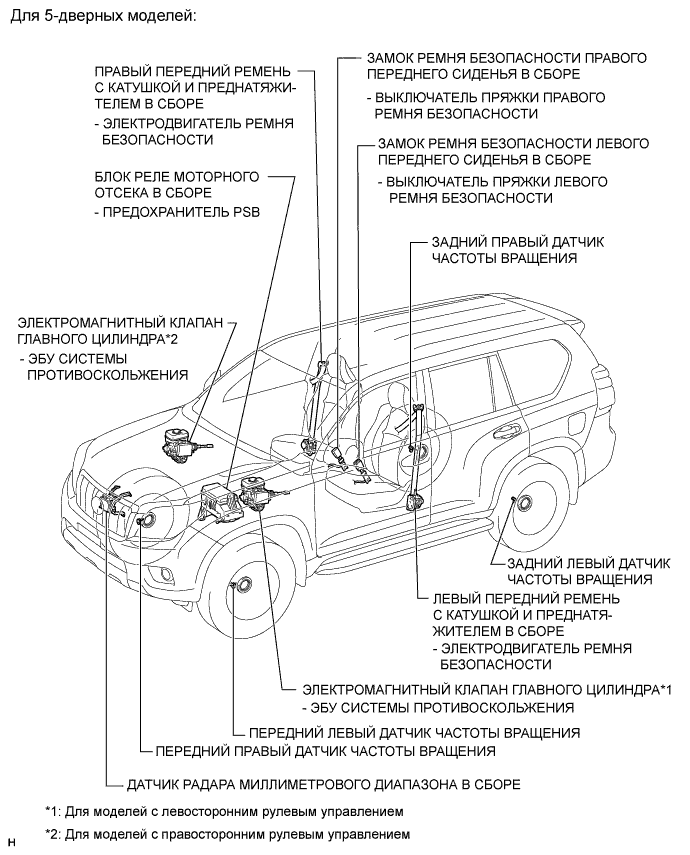 Для 5-дверных моделей:
ЗАМОК РЕМНЯ БЕЗОПАСНОСТИ ПРАВОГО
ПЕРЕДНЕГО СИДЕНЬЯ В СБОРЕ
- ВЫКЛЮЧАТЕЛЬ ПРЯЖКИ ПРАВОГО
РЕМНЯ БЕЗОПАСНОСТИ
ПРАВЫЙ ПЕРЕДНИЙ РЕМЕНЬ
С КАТУШКОЙ И ПРЕДНАТЯЖИ-
ТЕЛЕМ В СБОРЕ
- ЭЛЕКТРОДВИГАТЕЛЬ РЕМНЯ
БЕЗОПАСНОСТИ
ЗАМОК РЕМНЯ БЕЗОПАСНОСТИ ЛЕВОГО
ПЕРЕДНЕГО СИДЕНЬЯ В СБОРЕ
- ВЫКЛЮЧАТЕЛЬ ПРЯЖКИ ЛЕВОГО
РЕМНЯ БЕЗОПАСНОСТИ
БЛОК РЕЛЕ МОТОРНОГО
ОТСЕКА В СБОРЕ
- ПРЕДОХРАНИТЕЛЬ PSB
ЗАДНИЙ ПРАВЫЙ ДАТЧИК
ЧАСТОТЫ ВРАЩЕНИЯ
ЭЛЕКТРОМАГНИТНЫЙ КЛАПАН
ГЛАВНОГО ЦИЛИНДРА*2
- ЭБУ СИСТЕМЫ
ПРОТИВОСКОЛЬЖЕНИЯ
ЗАДНИЙ ЛЕВЫЙ ДАТЧИК
ЧАСТОТЫ ВРАЩЕНИЯ
ЛЕВЫЙ ПЕРЕДНИЙ РЕМЕНЬ
С КАТУШКОЙ И ПРЕДНАТЯ-
ЖИТЕЛЕМ В СБОРЕ
- ЭЛЕКТРОДВИГАТЕЛЬ РЕМНЯ
БЕЗОПАСНОСТИ
ЭЛЕКТРОМАГНИТНЫЙ КЛАПАН ГЛАВНОГО ЦИЛИНДРА*1
- ЭБУ СИСТЕМЫ ПРОТИВОСКОЛЬЖЕНИЯ
ПЕРЕДНИЙ ЛЕВЫЙ ДАТЧИК ЧАСТОТЫ ВРАЩЕНИЯ
ПЕРЕДНИЙ ПРАВЫЙ ДАТЧИК ЧАСТОТЫ ВРАЩЕНИЯ
ДАТЧИК РАДАРА МИЛЛИМЕТРОВОГО ДИАПАЗОНА В СБОРЕ
*1: Для моделей с левосторонним рулевым управлением
*2: Для моделей с правосторонним рулевым управлением
H